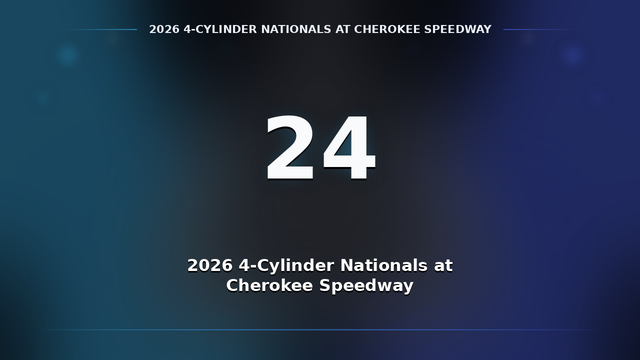 2026 4-CYLINDER NATIONALS AT CHEROKEE SPEEDWAY
24
2026 4-Cylinder Nationals at
Cherokee Speedway